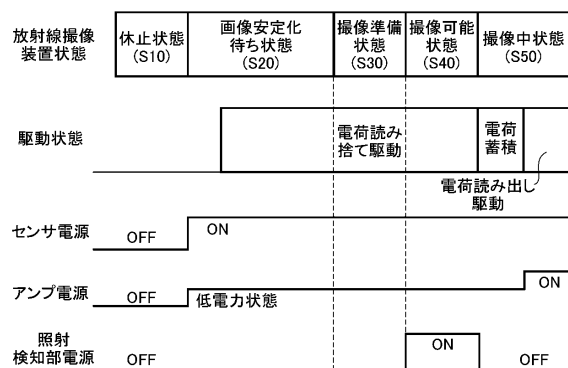 放射線撮像
装置状態
休止状態
(S10)
画像安定化
待ち状態
(S20)
撮像準備
状態
(S30)
撮像可能
状態
(S40)
撮像中状態
(S50)
駆動状態
電荷読み
捨て駆動
電荷
蓄積
電荷読み出し
駆動
センサ電源
OFF
ON
アンプ電源
OFF
低電力状態
ON
照射
検知部電源
OFF
ON
OFF